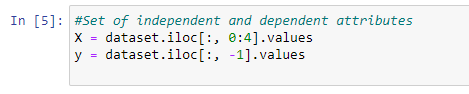 In [5]: #Set of independent and dependent attributes
X = dataset.iloc[:, 0:4].values
y = dataset.iloc[:, -1].values